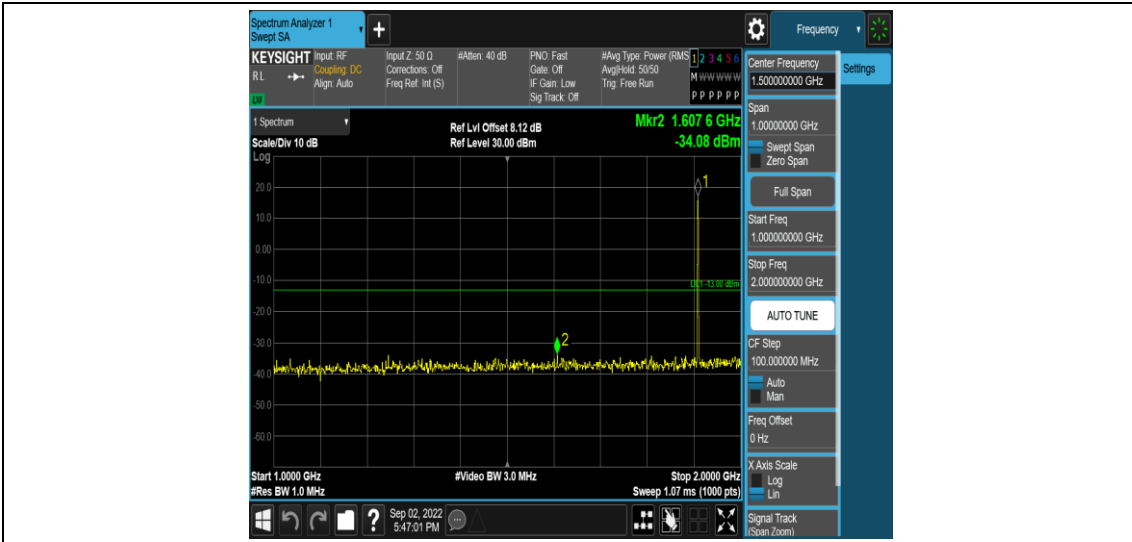 Spectrum Analyzer 1
Swept SA
+
Frequency
KEYSIGHT
RL
LXI
Input: RF
Coupling: DC
Align: Auto
Input Z: 50 Ω
Corrections: Off
Freq Ref: Int (S)
#Atten: 40 dB
PNO: Fast
Gate: Off
IF Gain: Low
Sig Track: Off
#Avg Type: Power (RMS
Avg|Hold: 50/50
Trig: Free Run
1 2 3 4 5 6
M W W W W W
P P P P P P
1 Spectrum
Scale/Div 10 dB
Log
Ref Lvl Offset 8.12 dB
Ref Level 30.00 dBm
Mkr2 1.607 6 GHz
-34.08 dBm
1
20.0
10.0
0.00
-10.0
DL1 -13.00 dBm
-20.0
-30.0
2
-40.0
-50.0
-60.0
Start 1.0000 GHz
#Res BW 1.0 MHz
#Video BW 3.0 MHz
Stop 2.0000 GHz
Sweep 1.07 ms (1000 pts)
?
Sep 02, 2022
5:47:01 PM
Center Frequency
1.500000000 GHz
Settings
Span
1.00000000 GHz
Swept Span
Zero Span
Full Span
Start Freq
1.000000000 GHz
Stop Freq
2.000000000 GHz
AUTO TUNE
CF Step
100.000000 MHz
Auto
Man
Freq Offset
0 Hz
X Axis Scale
Log
Lin
Signal Track
(Span Zoom)